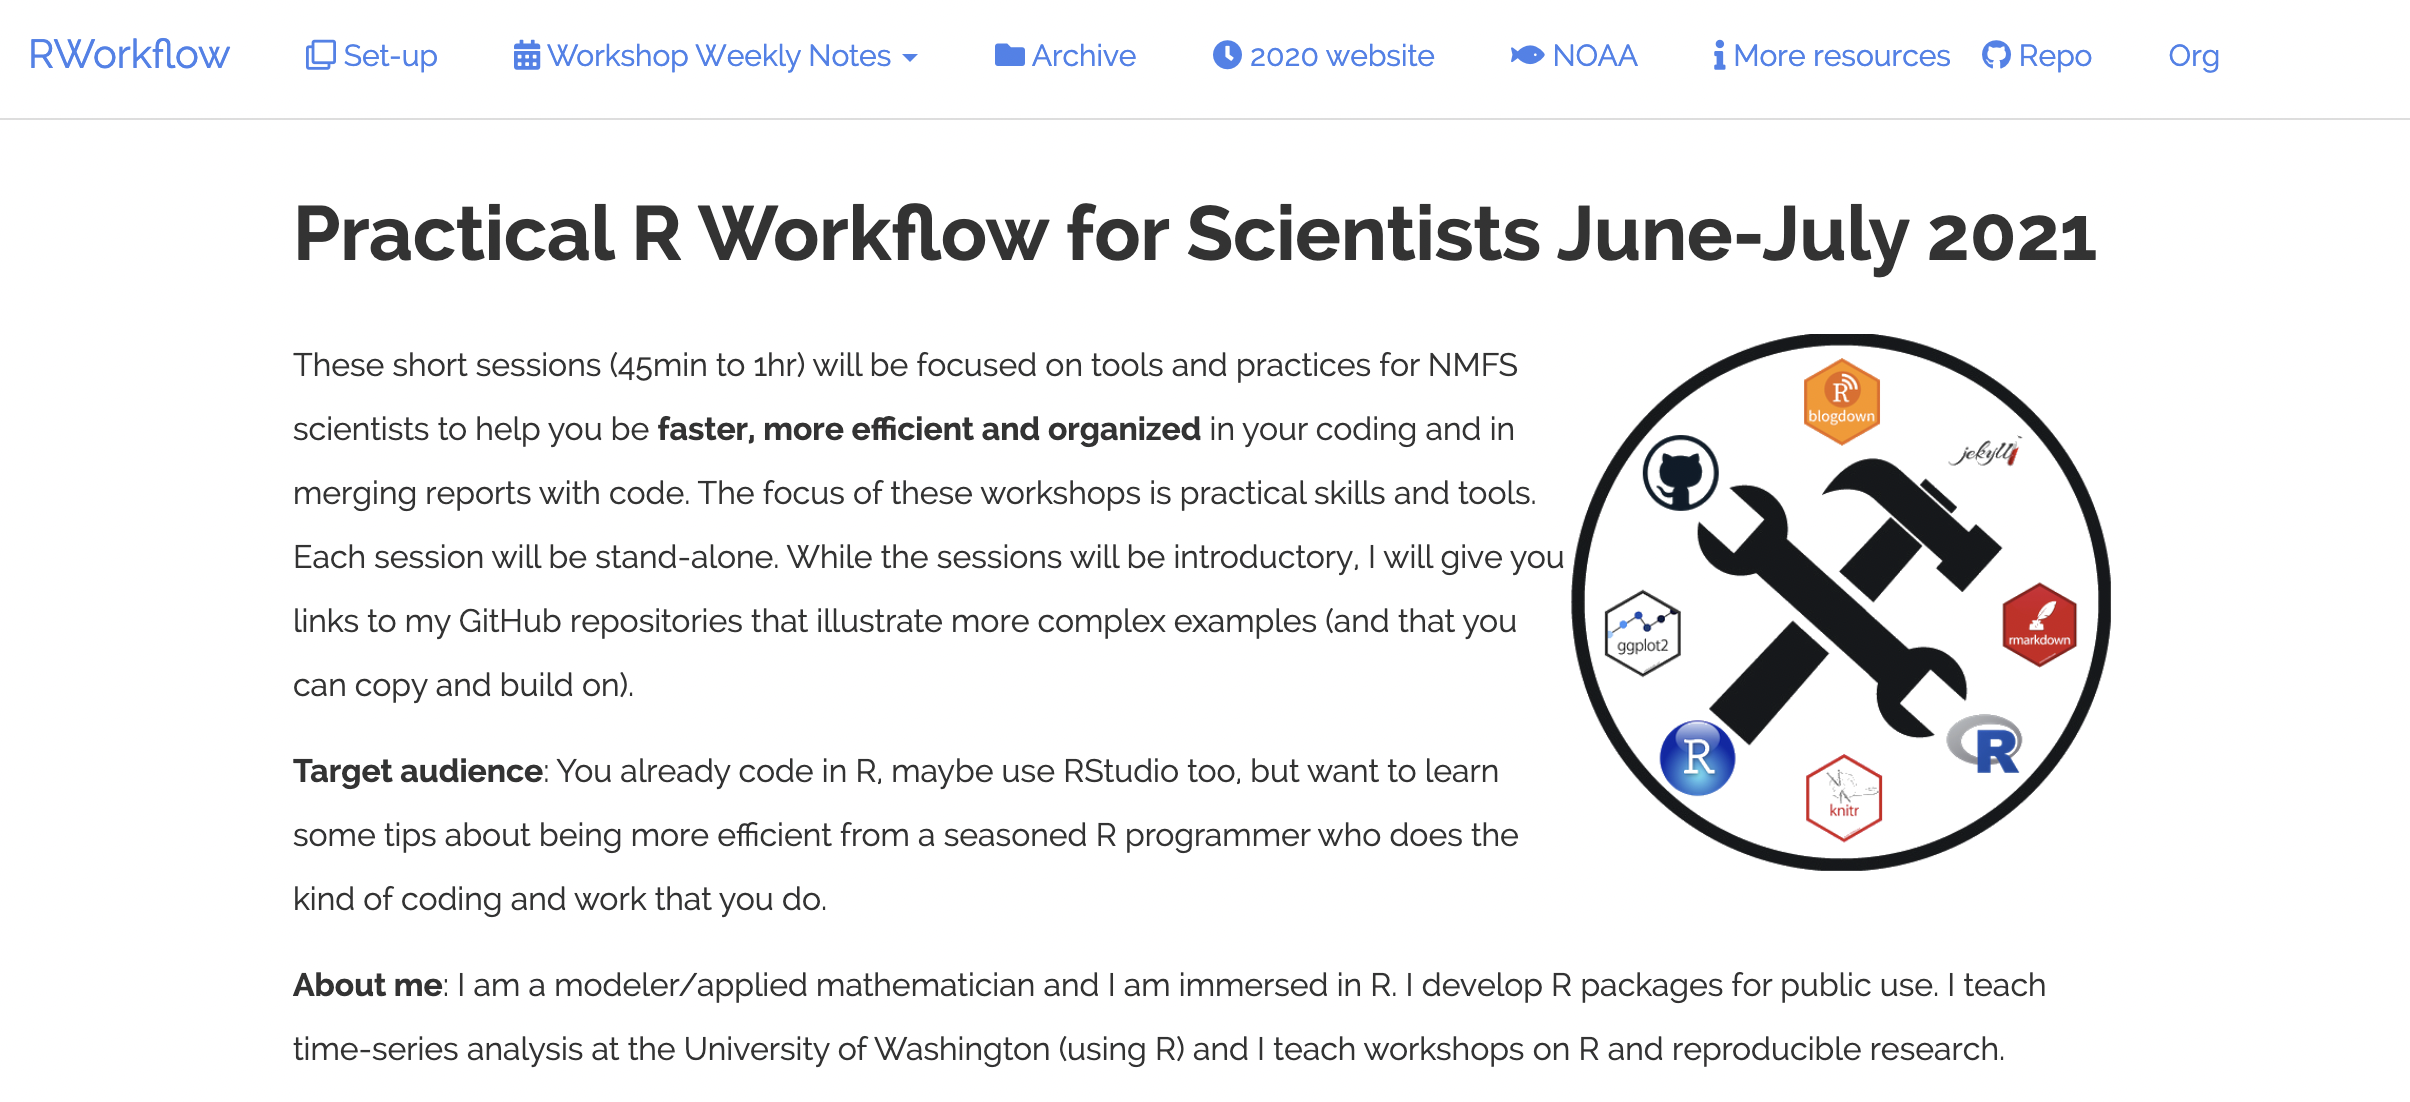 RWorkflow Set-up Workshop Weekly Notes Archive 2020 website NOAA More resources Repo Org
Practical R Workflow for Scientists June-July 2021
These short sessions (45min to 1hr) will be focused on tools and practices for NMFS
scientists to help you be faster, more efficient and organized in your coding and in
merging reports with code. The focus of these workshops is practical skills and tools.
Each session will be stand-alone. While the sessions will be introductory, I will give you
links to my GitHub repositories that illustrate more complex examples (and that you
can copy and build on).
R
blogdown
jekyll
ggplot2
rmarkdown
R
R
knitr
Target audience: You already code in R, maybe use RStudio too, but want to learn
some tips about being more efficient from a seasoned R programmer who does the
kind of coding and work that you do.
About me: I am a modeler/applied mathematician and I am immersed in R. I develop R packages for public use. I teach
time-series analysis at the University of Washington (using R) and I teach workshops on R and reproducible research.